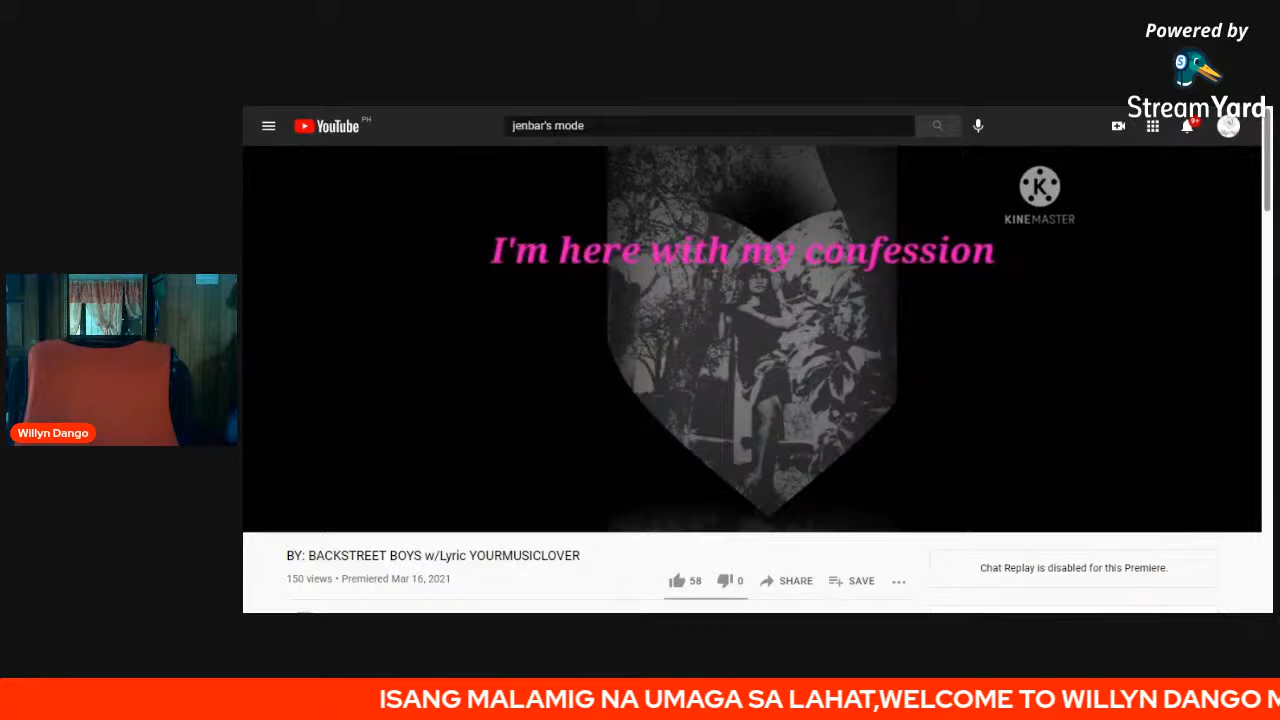 Powered by
StreamYard
YouTube PH
jenbar's mode
9+
KINEMASTER
I'm here with my confession
Willyn Dango
BY: BACKSTREET BOYS w/Lyric YOURMUSICLOVER
150 views • Premiered Mar 16, 2021
58 0 SHARE SAVE
Chat Replay is disabled for this Premiere.
ISANG MALAMIG NA UMAGA SA LAHAT,WELCOME TO WILLYN DANGO